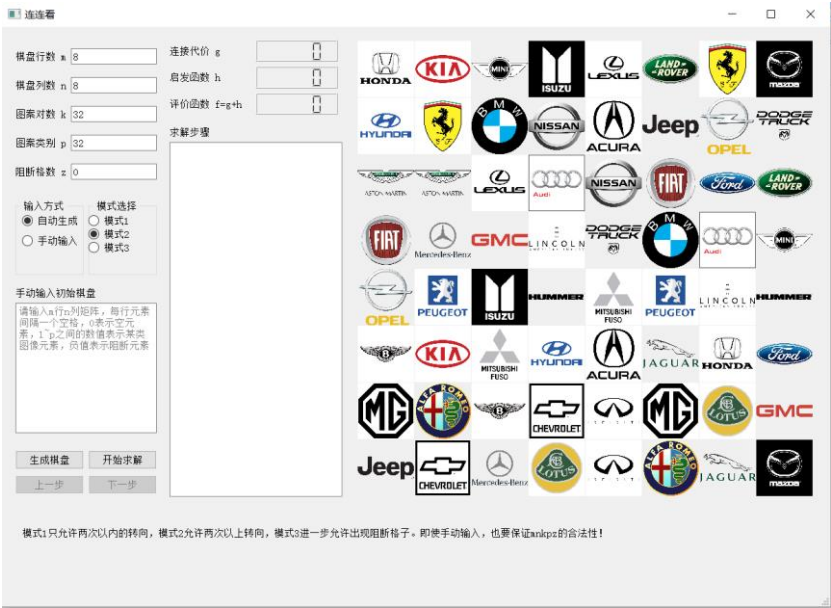 连连看
棋盘行数 m 8
棋盘列数 n 8
图案对数 k 32
图案类别 p 32
阻断格数 z 0
输入方式
自动生成
手动输入
模式选择
模式1
模式2
模式3
手动输入初始棋盘
请输入m行n列矩阵，每行元素
间隔一个空格，0表示空元
素，1~p之间的数值表示某类
图像元素，负值表示阻断元素
生成棋盘 开始求解
上一步 下一步
连接代价 g 0
启发函数 h 0
评价函数 f=g+h 0
求解步骤
HONDA KIA MINI ISUZU LEXUS LAND-ROVER mazda
HYUNDAI BMW NISSAN ACURA Jeep OPEL DODGE TRUCK
ASTON MARTIN ASTON MARTIN LEXUS Audi NISSAN FIAT Ford LAND-ROVER
FIAT Mercedes-Benz GMC LINCOLN DODGE TRUCK BMW Audi MINI
OPEL PEUGEOT ISUZU HUMMER MITSUBISHI FUSO PEUGEOT LINCOLN HUMMER
KIA MITSUBISHI FUSO HYUNDAI ACURA JAGUAR HONDA Ford
MG ALFA ROMEO CHEVROLET MG LOTUS GMC
Jeep CHEVROLET Mercedes-Benz LOTUS ALFA ROMEO JAGUAR mazda
模式1只允许两次以内的转向，模式2允许两次以上转向，模式3进一步允许出现阻断格子。即使手动输入，也要保证mnkpz的合法性！